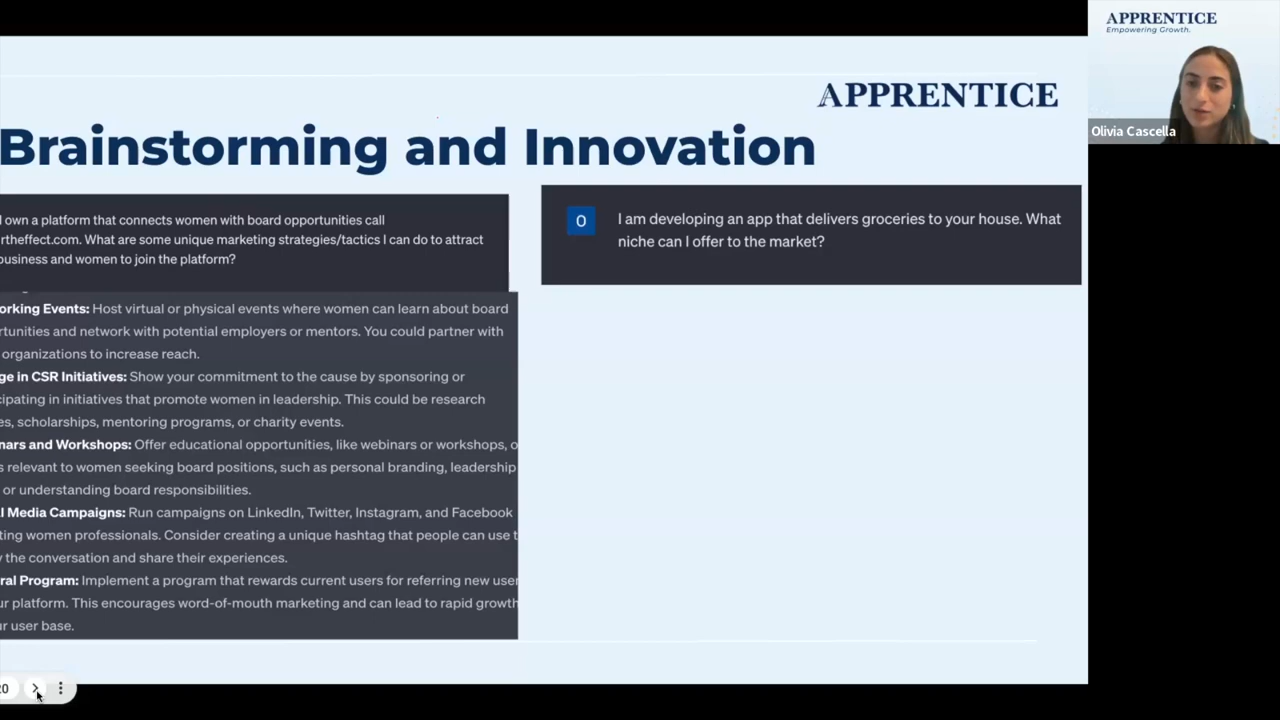 APPRENTICE
Empowering Growth.
Olivia Cascella
APPRENTICE
Brainstorming and Innovation
I own a platform that connects women with board opportunities call
rtheffect.com. What are some unique marketing strategies/tactics I can do to attract
business and women to join the platform?
orking Events: Host virtual or physical events where women can learn about board
rtunities and network with potential employers or mentors. You could partner with
organizations to increase reach.
ge in CSR Initiatives: Show your commitment to the cause by sponsoring or
cipating in initiatives that promote women in leadership. This could be research
es, scholarships, mentoring programs, or charity events.
nars and Workshops: Offer educational opportunities, like webinars or workshops, o
s relevant to women seeking board positions, such as personal branding, leadership
or understanding board responsibilities.
l Media Campaigns: Run campaigns on LinkedIn, Twitter, Instagram, and Facebook
ting women professionals. Consider creating a unique hashtag that people can use t
y the conversation and share their experiences.
ral Program: Implement a program that rewards current users for referring new user
ur platform. This encourages word-of-mouth marketing and can lead to rapid growth
r user base.
O
I am developing an app that delivers groceries to your house. What
niche can I offer to the market?
20